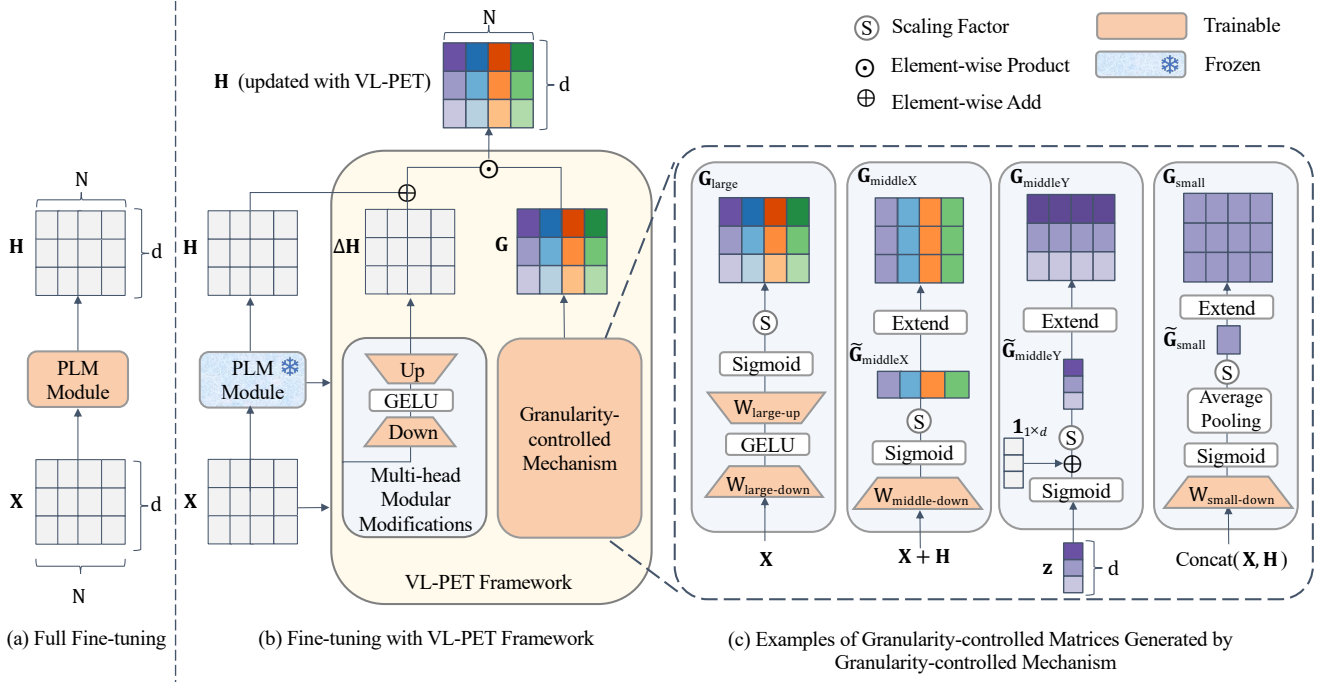 N
H (updated with VL-PET)
d
S Scaling Factor
Element-wise Product
Element-wise Add
Trainable
Frozen
N
H
d
PLM
Module
X
d
N
H
PLM
Module
X
ΔH
G
Up
GELU
Down
Multi-head
Modular
Modifications
Granularity-
controlled
Mechanism
VL-PET Framework
G_large
S
Sigmoid
W_large-up
GELU
W_large-down
X
G_middleX
Extend
G̃_middleX
S
Sigmoid
W_middle-down
X + H
G_middleY
Extend
G̃_middleY
1_{1×d}
S
Sigmoid
z
d
G_small
Extend
G̃_small
S
Average
Pooling
Sigmoid
W_small-down
Concat(X, H)
(a) Full Fine-tuning
(b) Fine-tuning with VL-PET Framework
(c) Examples of Granularity-controlled Matrices Generated by
Granularity-controlled Mechanism